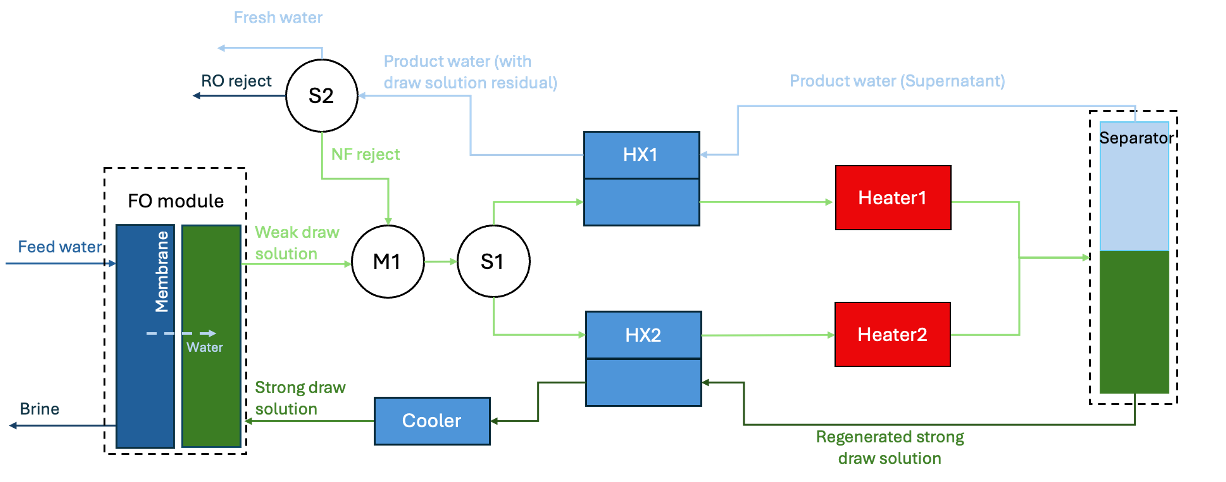 Fresh water
RO reject
S2
Product water (with
draw solution residual)
Product water (Supernatant)
NF reject
HX1
Separator
Heater1
FO module
Feed water
Membrane
Weak draw
solution
M1
S1
Water
HX2
Heater2
Brine
Strong draw
solution
Cooler
Regenerated strong
draw solution